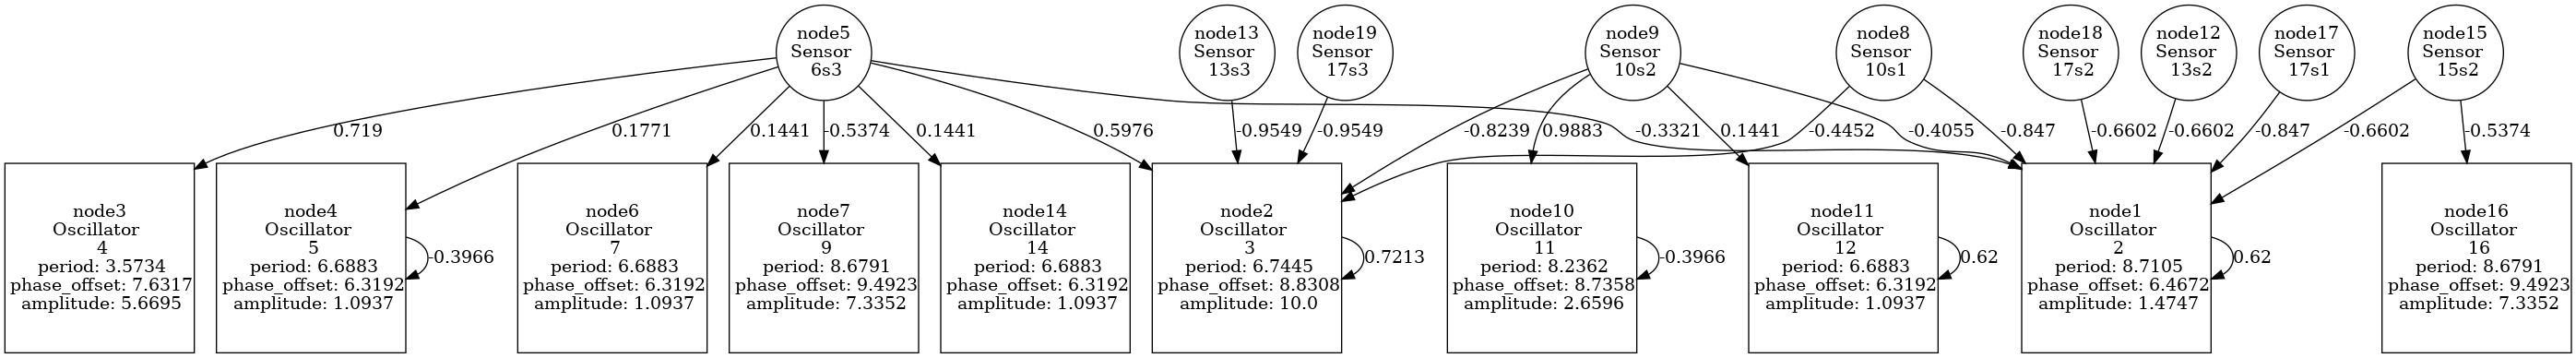 node5
Sensor
6s3
node13
Sensor
13s3
node19
Sensor
17s3
node9
Sensor
10s2
node8
Sensor
10s1
node18
Sensor
17s2
node12
Sensor
13s2
node17
Sensor
17s1
node15
Sensor
15s2
0.719
0.1771
0.1441
-0.5374
0.1441
0.5976
-0.9549
-0.9549
-0.8239
0.9883
-0.3321
0.1441
-0.4452
-0.4055
-0.847
-0.6602
-0.6602
-0.847
-0.6602
-0.5374
node3
Oscillator
4
period: 3.5734
phase_offset: 7.6317
amplitude: 5.6695
node4
Oscillator
5
period: 6.6883
phase_offset: 6.3192
amplitude: 1.0937
-0.3966
node6
Oscillator
7
period: 6.6883
phase_offset: 6.3192
amplitude: 1.0937
node7
Oscillator
9
period: 8.6791
phase_offset: 9.4923
amplitude: 7.3352
node14
Oscillator
14
period: 6.6883
phase_offset: 6.3192
amplitude: 1.0937
node2
Oscillator
3
period: 6.7445
phase_offset: 8.8308
amplitude: 10.0
0.7213
node10
Oscillator
11
period: 8.2362
phase_offset: 8.7358
amplitude: 2.6596
-0.3966
node11
Oscillator
12
period: 6.6883
phase_offset: 6.3192
amplitude: 1.0937
0.62
node1
Oscillator
2
period: 8.7105
phase_offset: 6.4672
amplitude: 1.4747
0.62
node16
Oscillator
16
period: 8.6791
phase_offset: 9.4923
amplitude: 7.3352